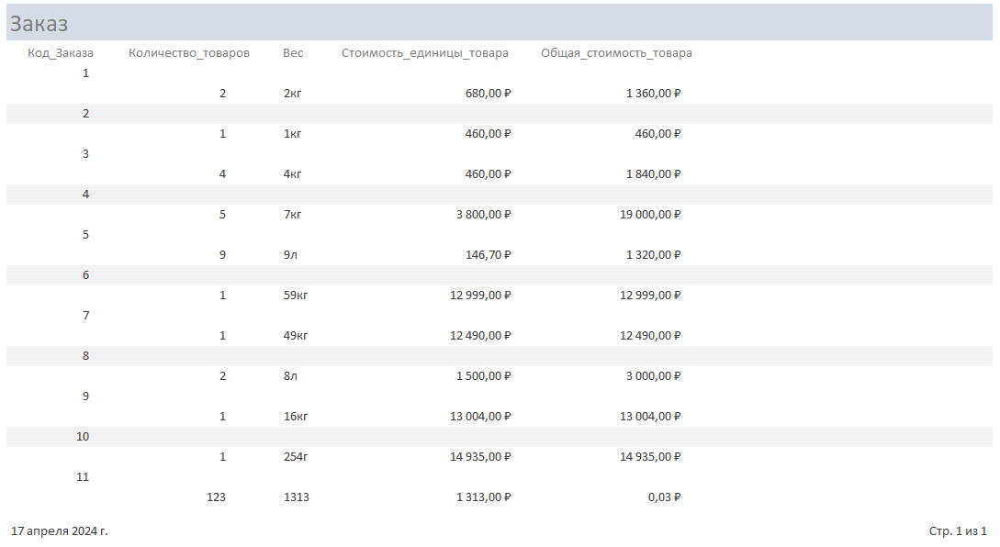 Заказ
Код_Заказа Количество_товаров Вес Стоимость_единицы_товара Общая_стоимость_товара
1
2 2кг 680,00 ₽ 1 360,00 ₽
2
1 1кг 460,00 ₽ 460,00 ₽
3
4 4кг 460,00 ₽ 1 840,00 ₽
4
5 7кг 3 800,00 ₽ 19 000,00 ₽
5
9 9л 146,70 ₽ 1 320,00 ₽
6
1 59кг 12 999,00 ₽ 12 999,00 ₽
7
1 49кг 12 490,00 ₽ 12 490,00 ₽
8
2 8л 1 500,00 ₽ 3 000,00 ₽
9
1 16кг 13 004,00 ₽ 13 004,00 ₽
10
1 254г 14 935,00 ₽ 14 935,00 ₽
11
123 1313 1 313,00 ₽ 0,03 ₽
17 апреля 2024 г. Стр. 1 из 1